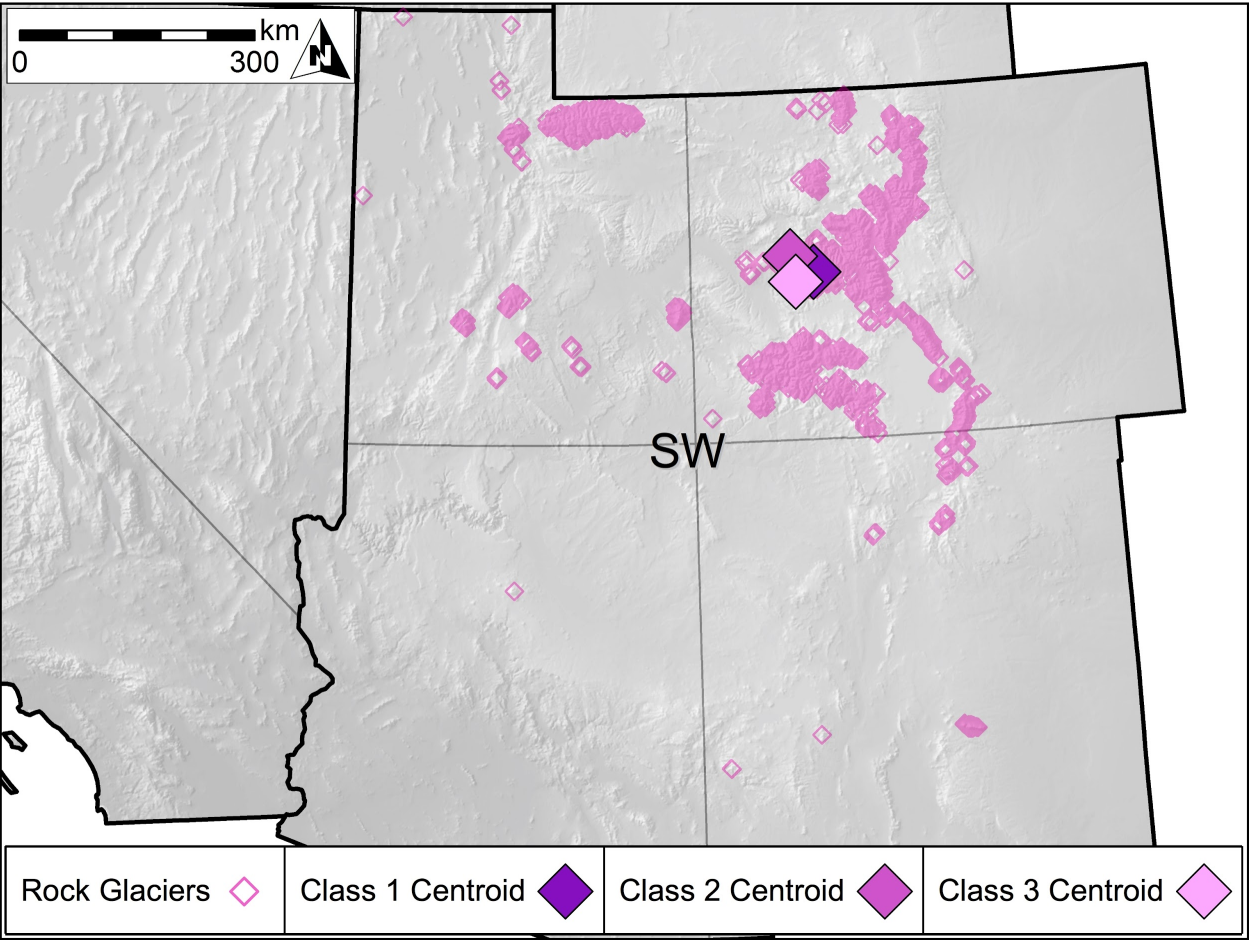 km
0 300
N
SW
Rock Glaciers
Class 1 Centroid
Class 2 Centroid
Class 3 Centroid